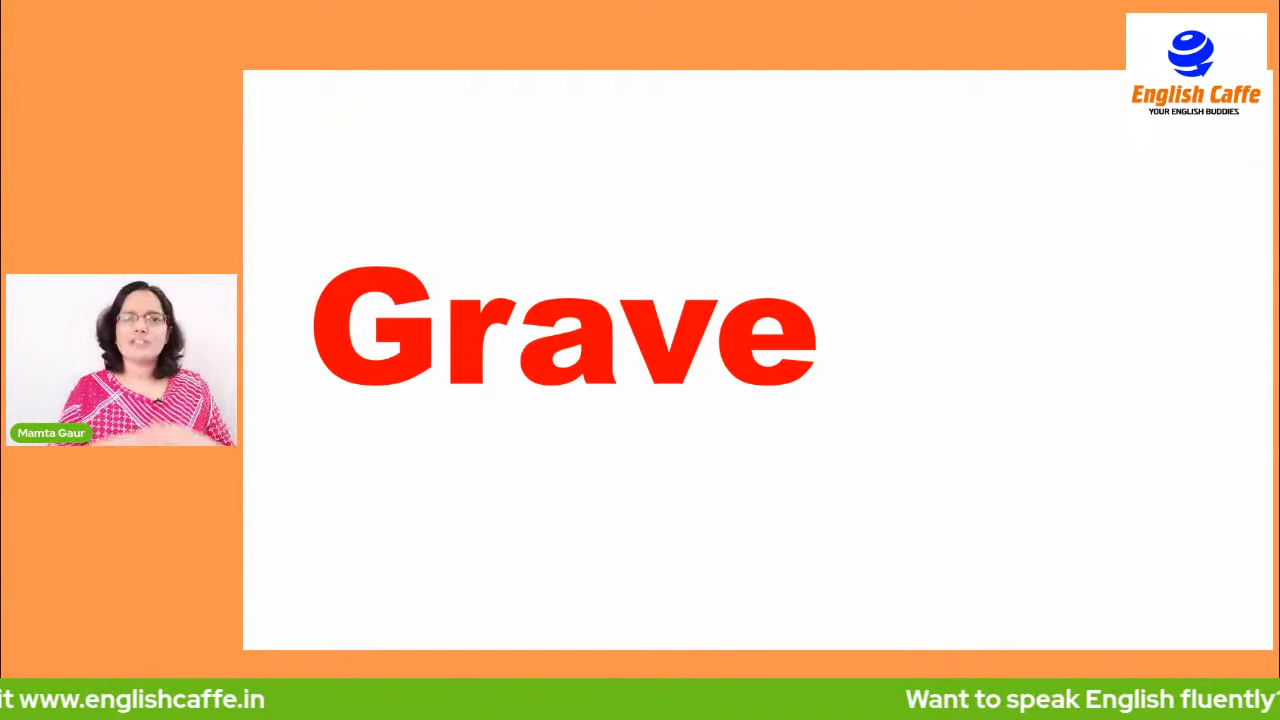 English Caffe
YOUR ENGLISH BUDDIES
Grave
Mamta Gaur
it www.englishcaffe.in
Want to speak English fluently?